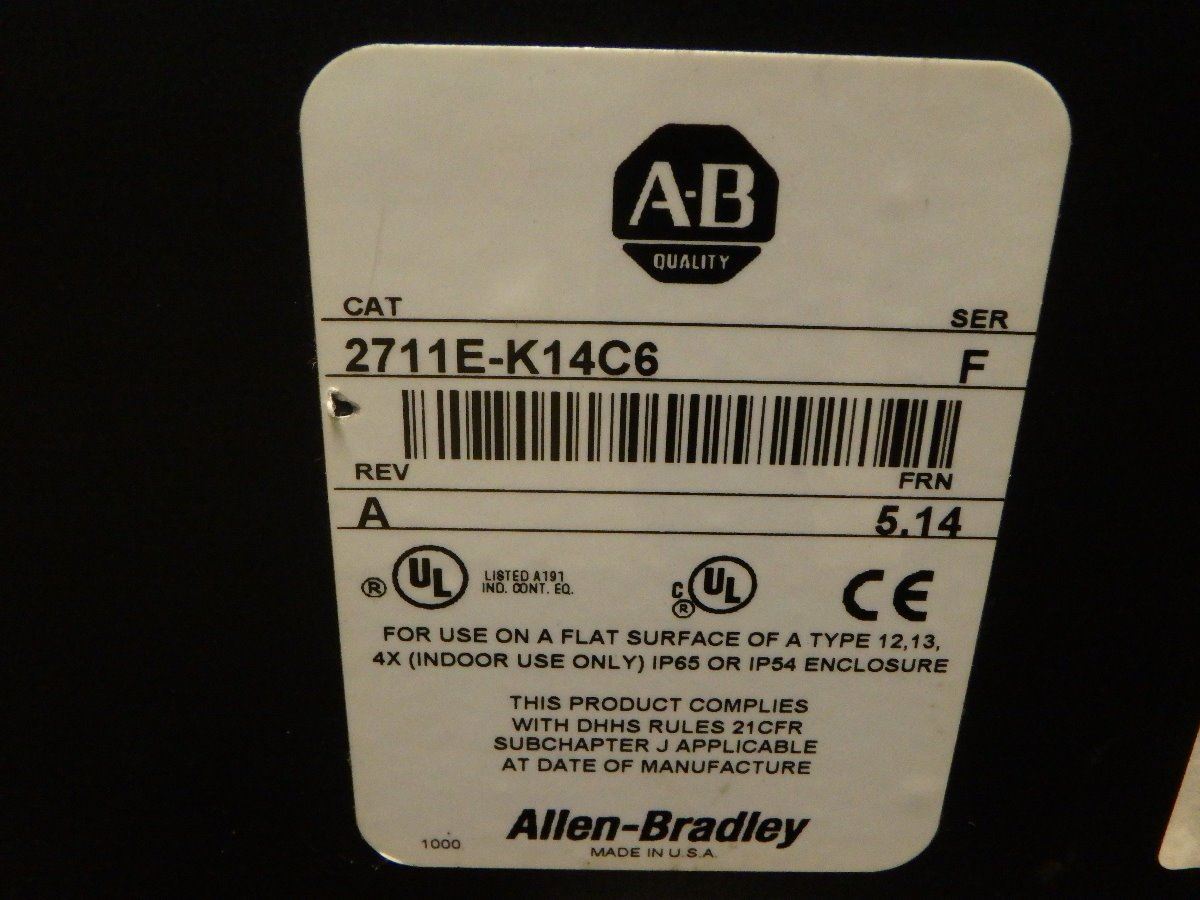 A-B
QUALITY
CAT SER
2711E-K14C6 F
REV FRN
A 5.14
® UL LISTED A191
IND. CONT. EQ.
C UL ® CE
FOR USE ON A FLAT SURFACE OF A TYPE 12,13,
4X (INDOOR USE ONLY) IP65 OR IP54 ENCLOSURE
THIS PRODUCT COMPLIES
WITH DHHS RULES 21CFR
SUBCHAPTER J APPLICABLE
AT DATE OF MANUFACTURE
Allen-Bradley
1000 MADE IN U.S.A.